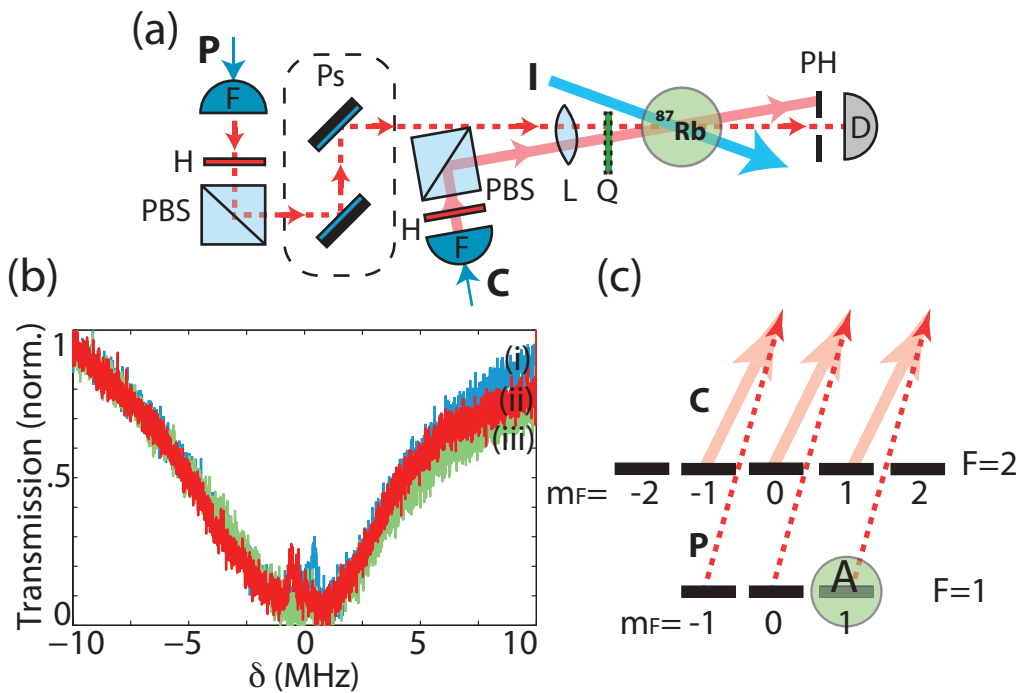 (a)
P
F
H
PBS
Ps
PBS
H
F
C
I
L
Q
87Rb
PH
D
(b)
Transmission (norm.)
1
.5
0
−10
−5
0
5
10
δ (MHz)
(i)
(ii)
(iii)
(c)
C
F=2
mF= -2 -1 0 1 2
P
A
F=1
mF= -1 0 1